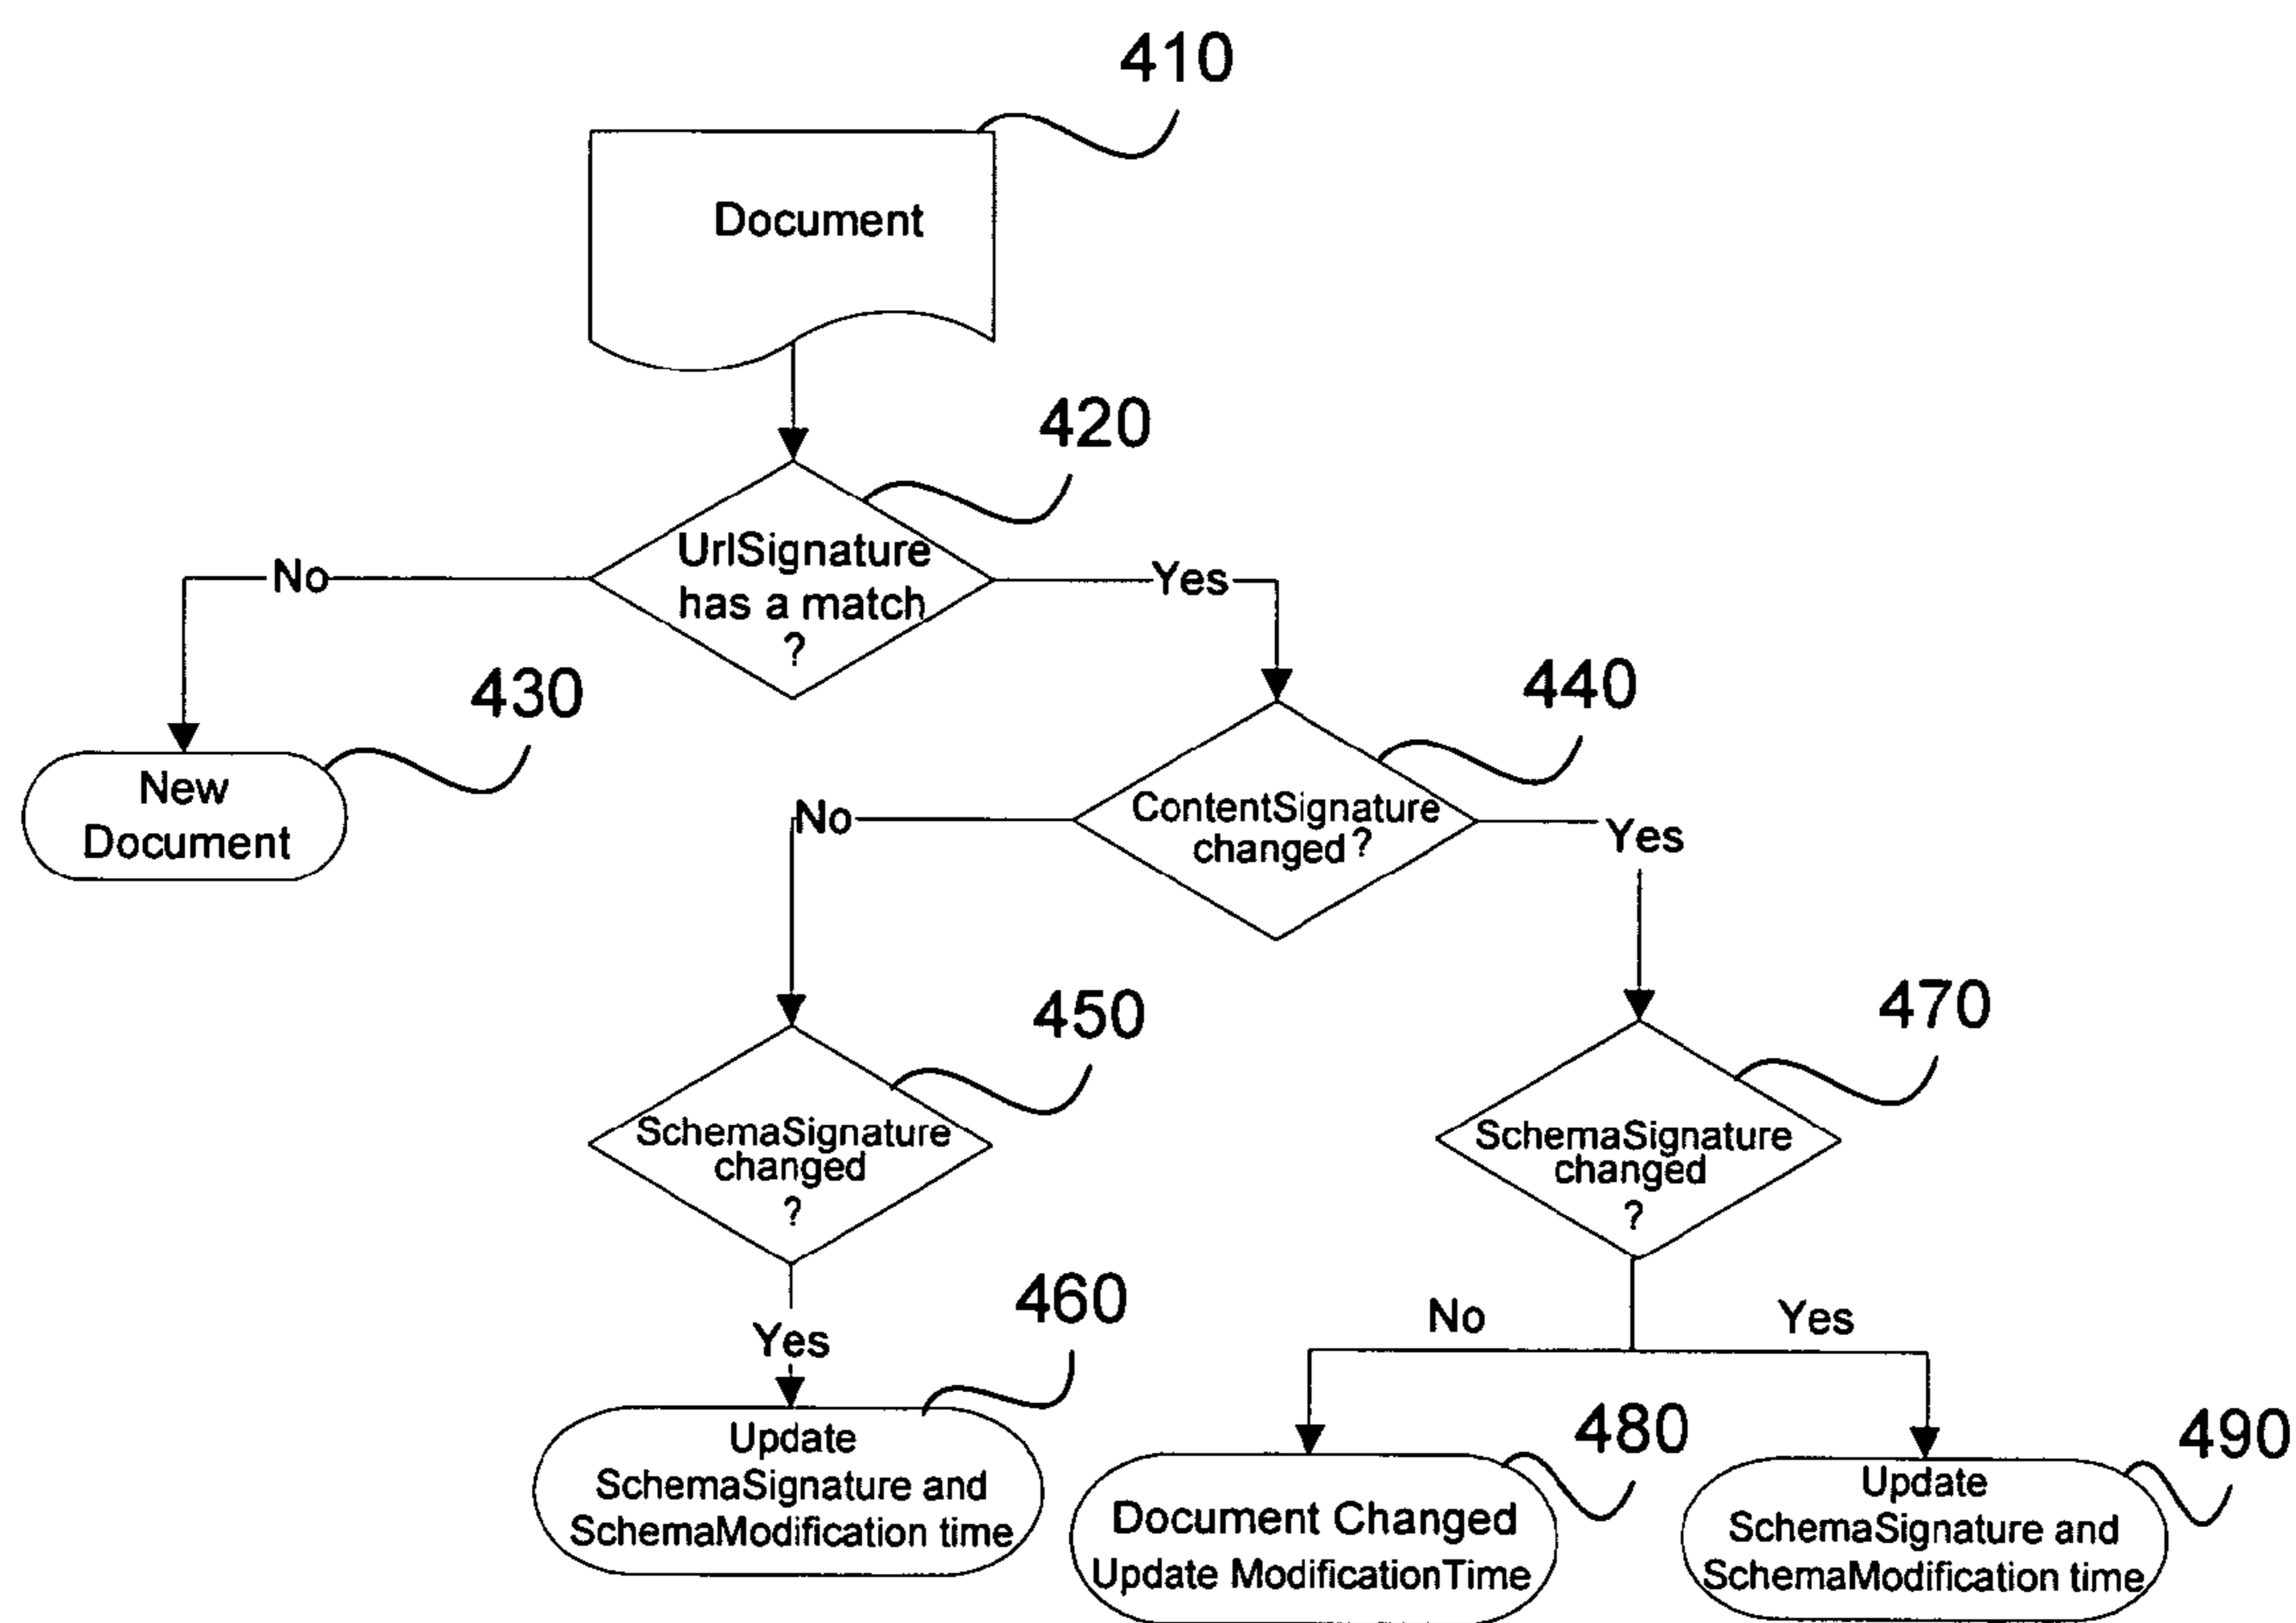 410
Document
420
UrlSignature
has a match
?
No
Yes
430
New
Document
440
ContentSignature
changed?
No
Yes
450
SchemaSignature
changed
?
470
SchemaSignature
changed
?
Yes
460
Update
SchemaSignature and
SchemaModification time
No
Yes
480
Document Changed
Update ModificationTime
490
Update
SchemaSignature and
SchemaModification time